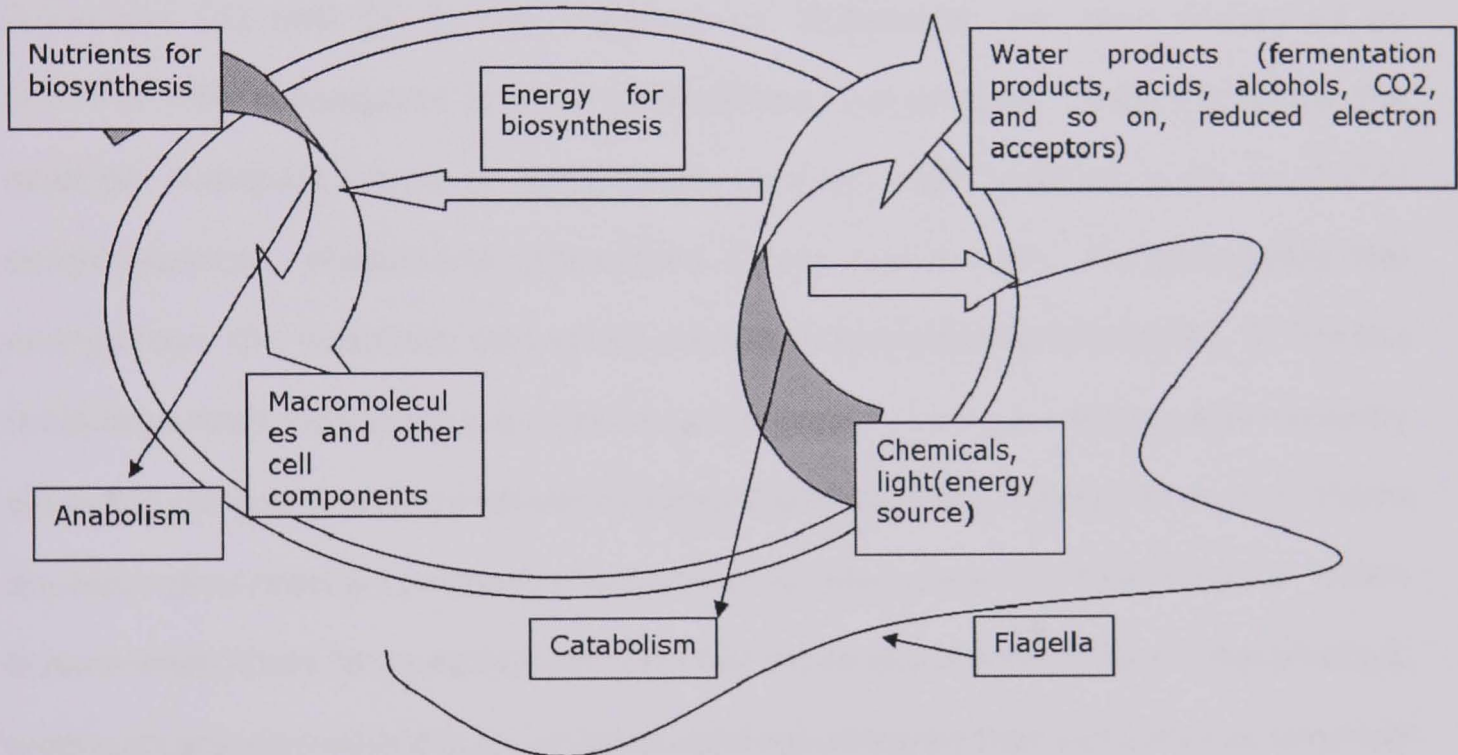 Nutrients for
biosynthesis
Energy for
biosynthesis
Water products (fermentation
products, acids, alcohols, CO2,
and so on, reduced electron
acceptors)
Macromolecul
es and other
cell
components
Chemicals,
light(energy
source)
Anabolism
Catabolism
Flagella